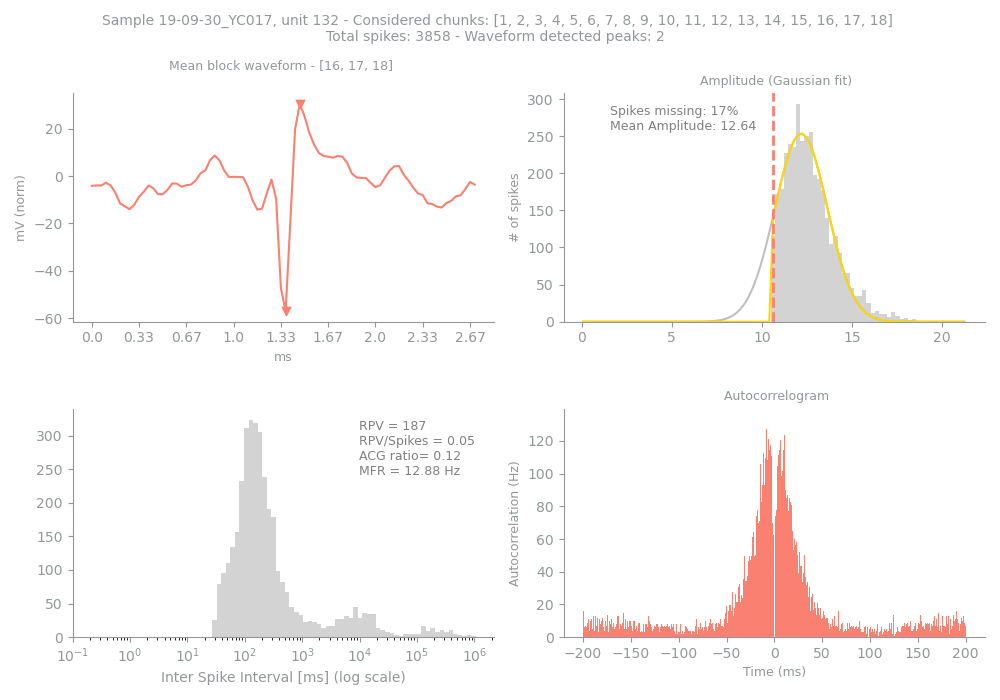 Sample 19-09-30_YC017, unit 132 - Considered chunks: [1, 2, 3, 4, 5, 6, 7, 8, 9, 10, 11, 12, 13, 14, 15, 16, 17, 18]
Total spikes: 3858 - Waveform detected peaks: 2
Mean block waveform - [16, 17, 18]
mV (norm)
20
0
−20
−40
−60
0.0 0.33 0.67 1.0 1.33 1.67 2.0 2.33 2.67
ms
Amplitude (Gaussian fit)
Spikes missing: 17%
Mean Amplitude: 12.64
# of spikes
300
250
200
150
100
50
0
0 5 10 15 20
300
250
200
150
100
50
0
RPV = 187
RPV/Spikes = 0.05
ACG ratio= 0.12
MFR = 12.88 Hz
10⁻¹ 10⁰ 10¹ 10² 10³ 10⁴ 10⁵ 10⁶
Inter Spike Interval [ms] (log scale)
Autocorrelogram
Autocorrelation (Hz)
120
100
80
60
40
20
0
−200 −150 −100 −50 0 50 100 150 200
Time (ms)